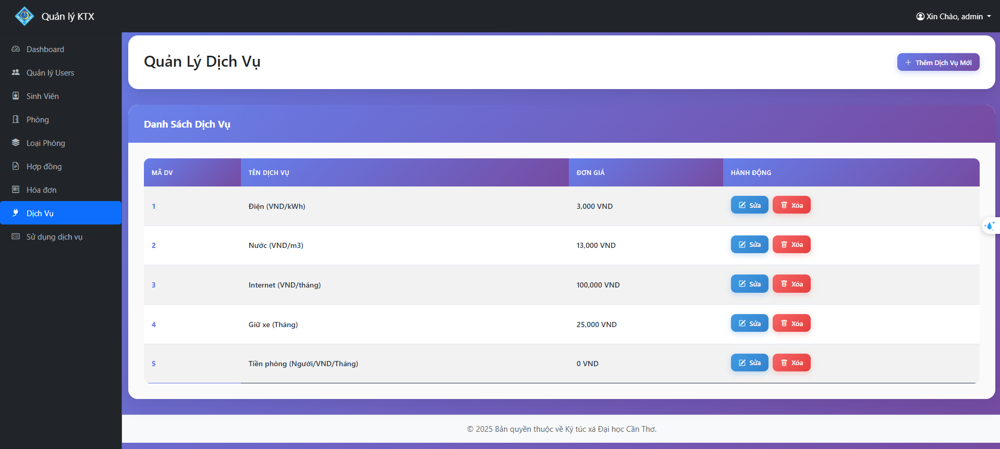 Quản lý KTX
Xin Chào, admin
Dashboard
Quản lý Users
Sinh Viên
Phòng
Loại Phòng
Hợp đồng
Hóa đơn
Dịch Vụ
Sử dụng dịch vụ
Quản Lý Dịch Vụ
Thêm Dịch Vụ Mới
Danh Sách Dịch Vụ
MÃ DV TÊN DỊCH VỤ ĐƠN GIÁ HÀNH ĐỘNG
1 Điện (VND/kWh) 3,000 VND Sửa Xóa
2 Nước (VND/m3) 13,000 VND Sửa Xóa
3 Internet (VND/tháng) 100,000 VND Sửa Xóa
4 Giữ xe (Tháng) 25,000 VND Sửa Xóa
5 Tiền phòng (Người/VND/Tháng) 0 VND Sửa Xóa
© 2025 Bản quyền thuộc về Ký túc xá Đại học Cần Thơ.